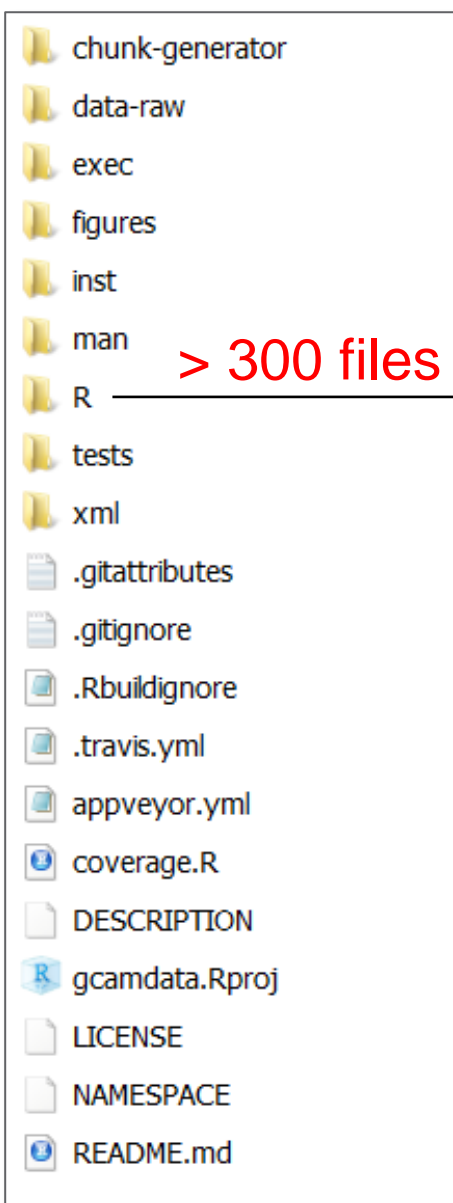 chunk-generator
data-raw
exec
figures
inst
man
> 300 files
R
tests
xml
.gitattributes
.gitignore
.Rbuildignore
.travis.yml
appveyor.yml
coverage.R
DESCRIPTION
gcamdata.Rproj
LICENSE
NAMESPACE
README.md